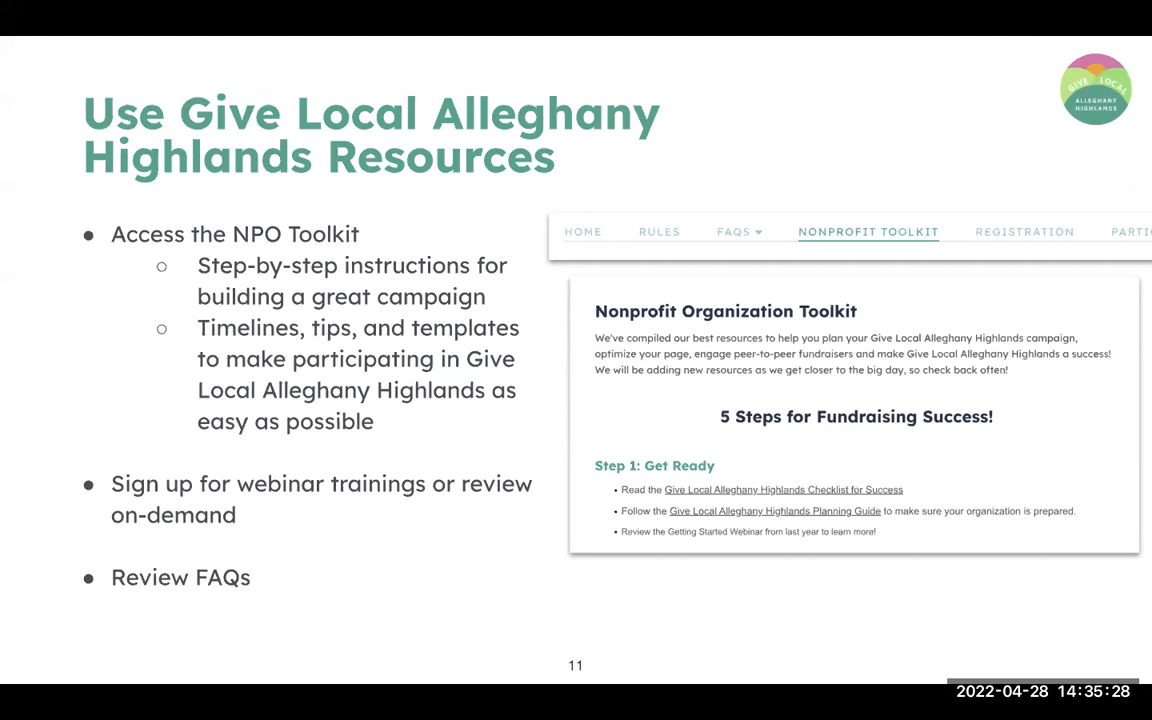 GIVE LOCAL
ALLEGHANY
HIGHLANDS
Use Give Local Alleghany
Highlands Resources
● Access the NPO Toolkit
○ Step-by-step instructions for
building a great campaign
○ Timelines, tips, and templates
to make participating in Give
Local Alleghany Highlands as
easy as possible
● Sign up for webinar trainings or review
on-demand
● Review FAQs
HOME RULES FAQS NONPROFIT TOOLKIT REGISTRATION PARTIC
Nonprofit Organization Toolkit
We've compiled our best resources to help you plan your Give Local Alleghany Highlands campaign,
optimize your page, engage peer-to-peer fundraisers and make Give Local Alleghany Highlands a success!
We will be adding new resources as we get closer to the big day, so check back often!
5 Steps for Fundraising Success!
Step 1: Get Ready
• Read the Give Local Alleghany Highlands Checklist for Success
• Follow the Give Local Alleghany Highlands Planning Guide to make sure your organization is prepared.
• Review the Getting Started Webinar from last year to learn more!
11
2022-04-28 14:35:28